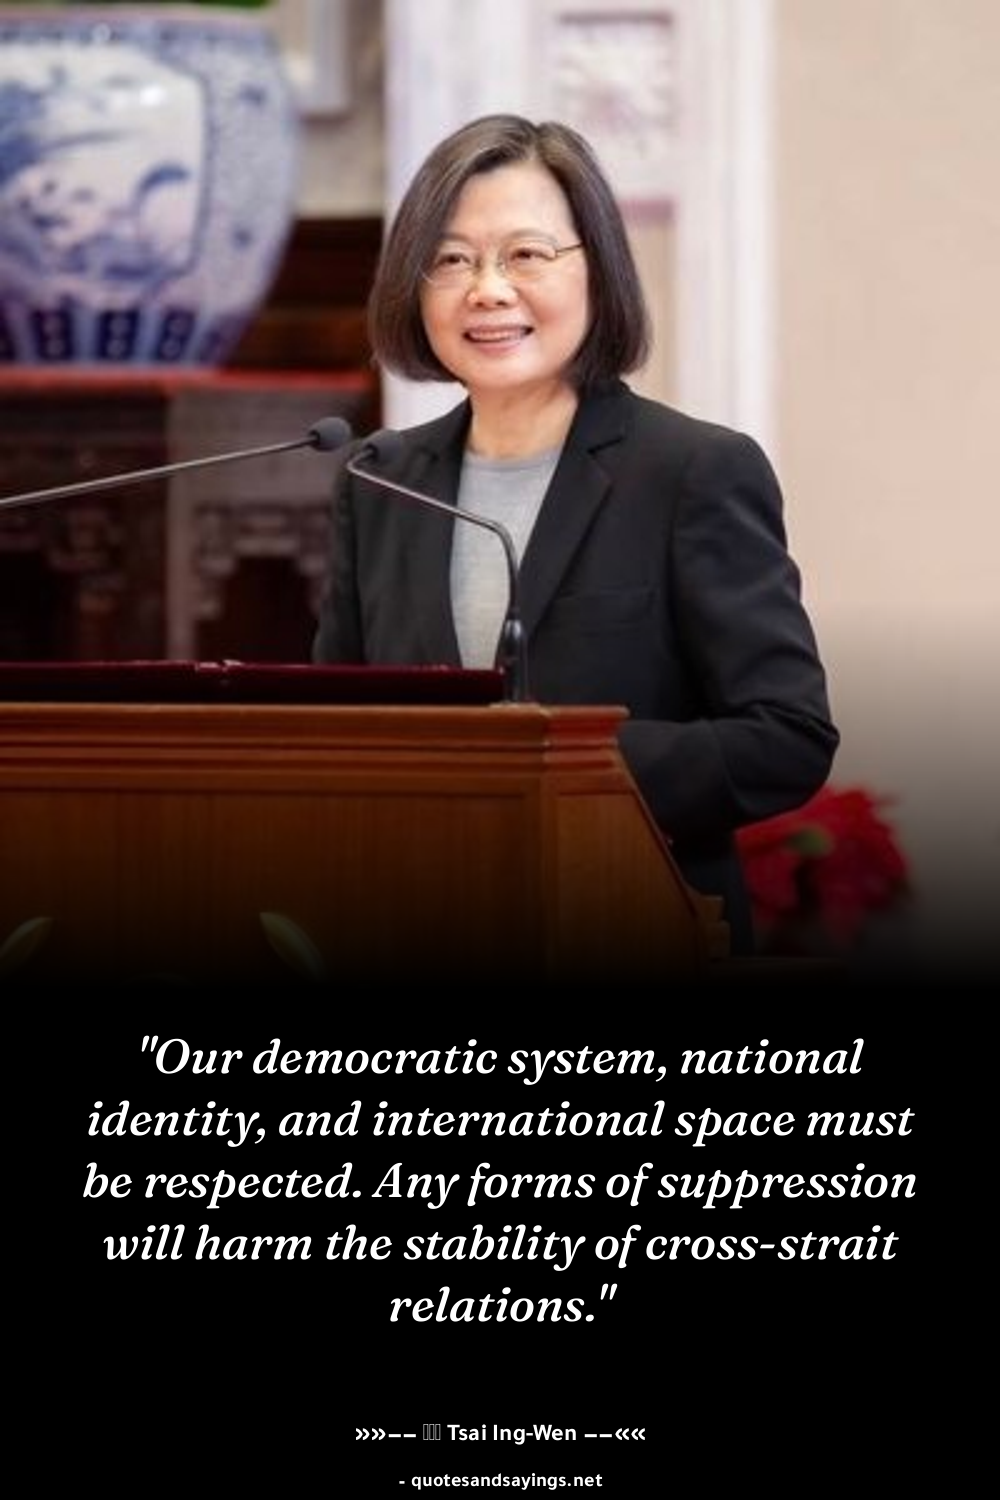 "Our democratic system, national
identity, and international space must
be respected. Any forms of suppression
will harm the stability of cross-strait
relations."
»»—— Tsai Ing-Wen ——««
- quotesandsayings.net